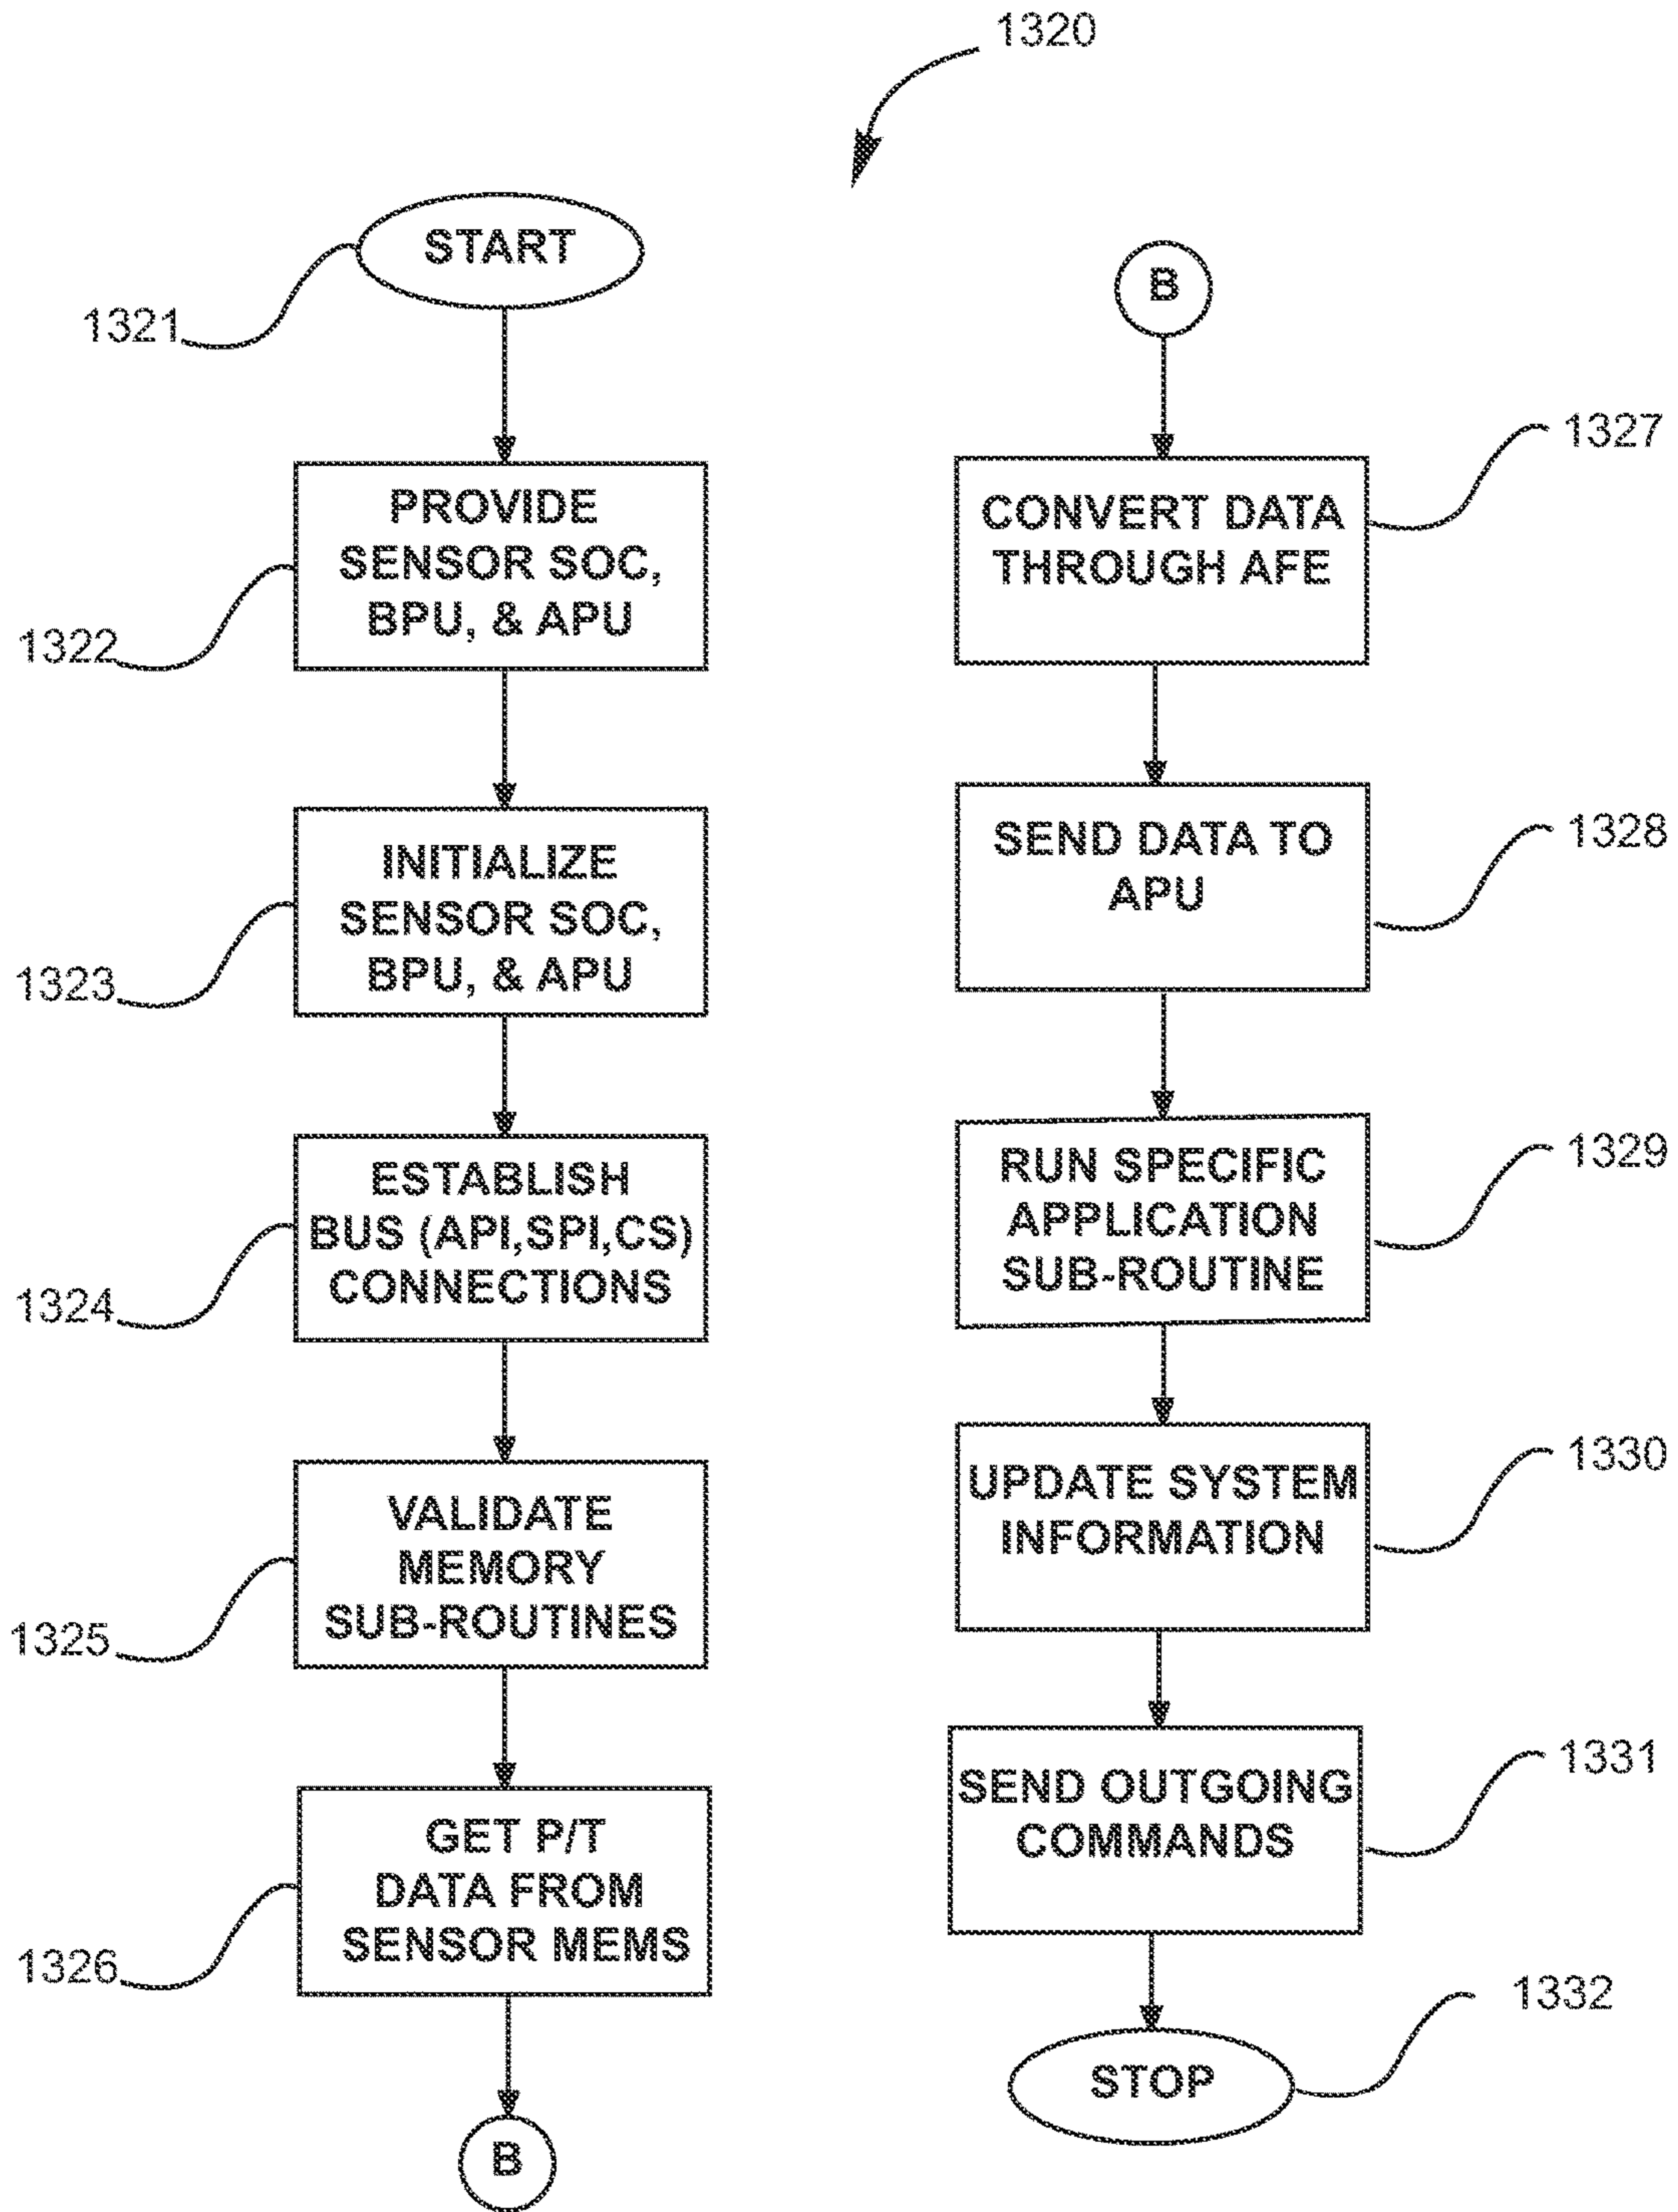 1320
START
1321
PROVIDE
SENSOR SOC,
BPU, & APU
1322
INITIALIZE
SENSOR SOC,
BPU, & APU
1323
ESTABLISH
BUS (API,SPI,CS)
CONNECTIONS
1324
VALIDATE
MEMORY
SUB-ROUTINES
1325
GET P/T
DATA FROM
SENSOR MEMS
1326
B
B
1327
CONVERT DATA
THROUGH AFE
1328
SEND DATA TO
APU
1329
RUN SPECIFIC
APPLICATION
SUB-ROUTINE
1330
UPDATE SYSTEM
INFORMATION
1331
SEND OUTGOING
COMMANDS
1332
STOP